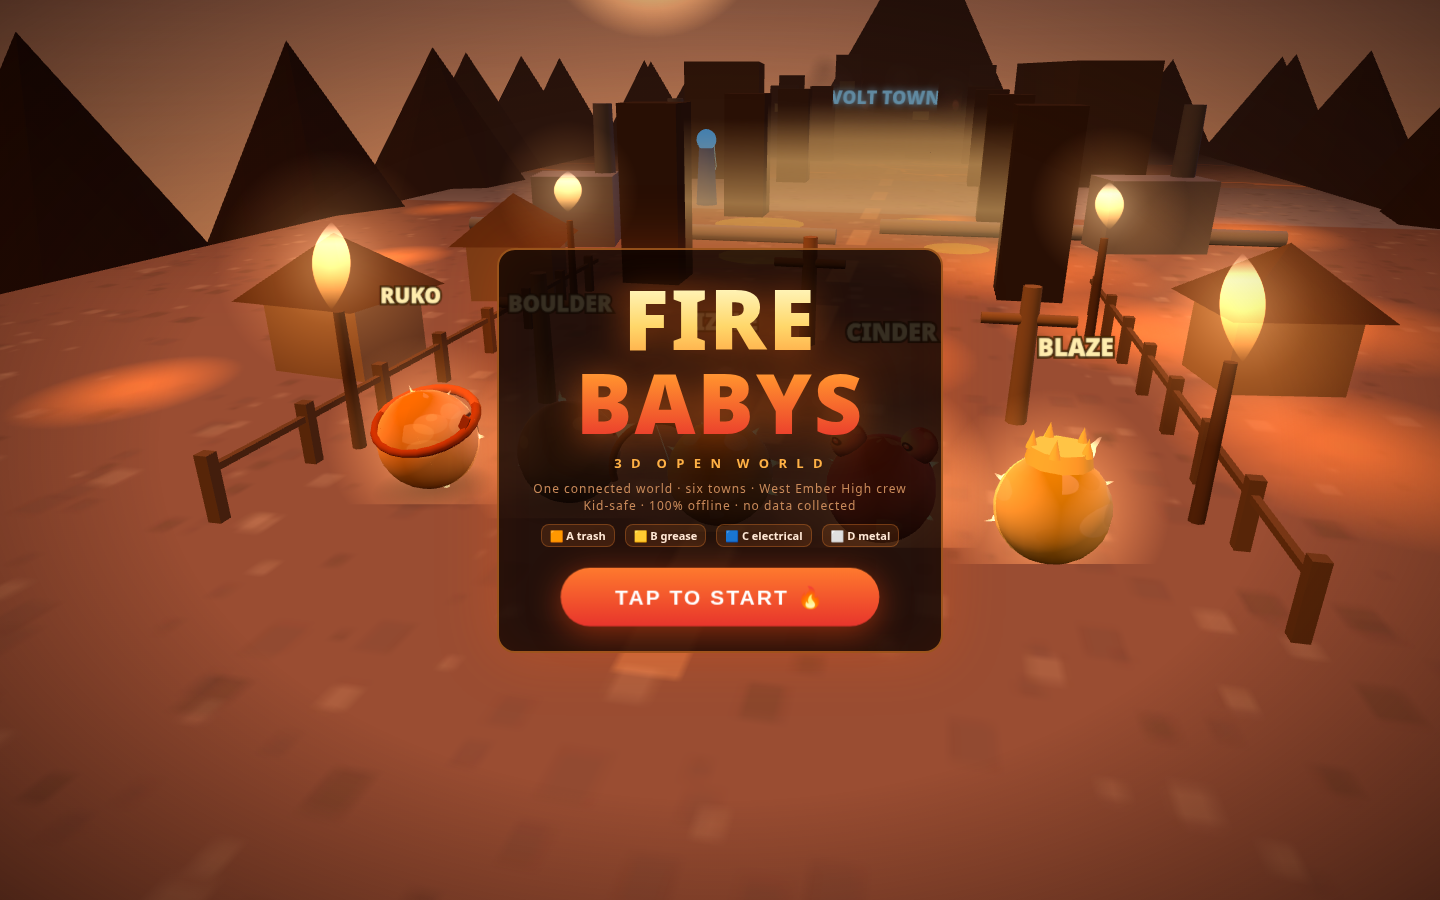 VOLT TOWN
RUKO
BOULDER
CINDER
BLAZE
FIRE
BABYS
3D OPEN WORLD
One connected world · six towns · West Ember High crew
Kid-safe · 100% offline · no data collected
🟧 A trash 🟨 B grease 🟦 C electrical ⬜ D metal
TAP TO START 🔥